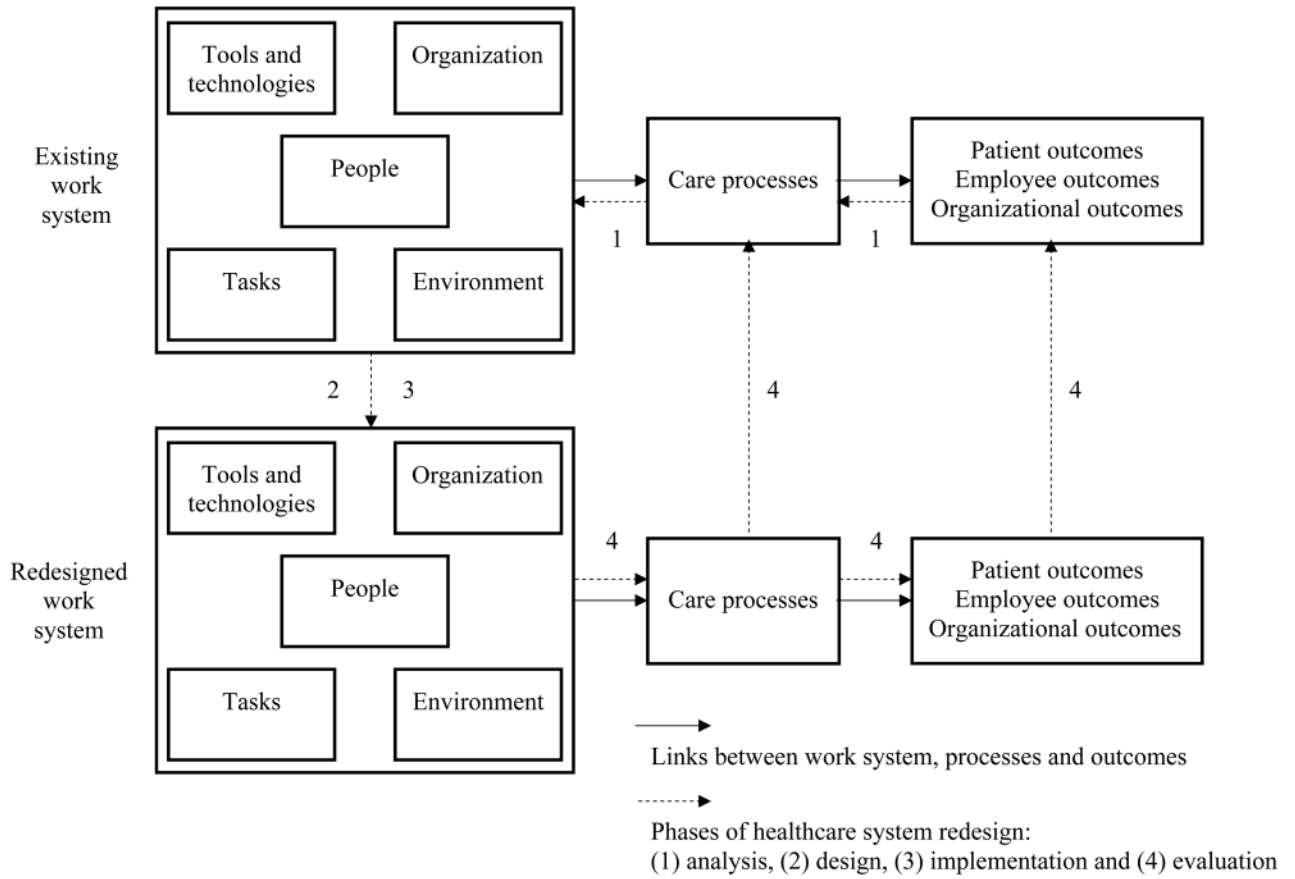 Existing
work
system
Tools and
technologies
Organization
People
Tasks
Environment
Care processes
Patient outcomes
Employee outcomes
Organizational outcomes
1
1
2
3
4
4
Redesigned
work
system
Tools and
technologies
Organization
People
Tasks
Environment
4
Care processes
4
Patient outcomes
Employee outcomes
Organizational outcomes
Links between work system, processes and outcomes
Phases of healthcare system redesign:
(1) analysis, (2) design, (3) implementation and (4) evaluation